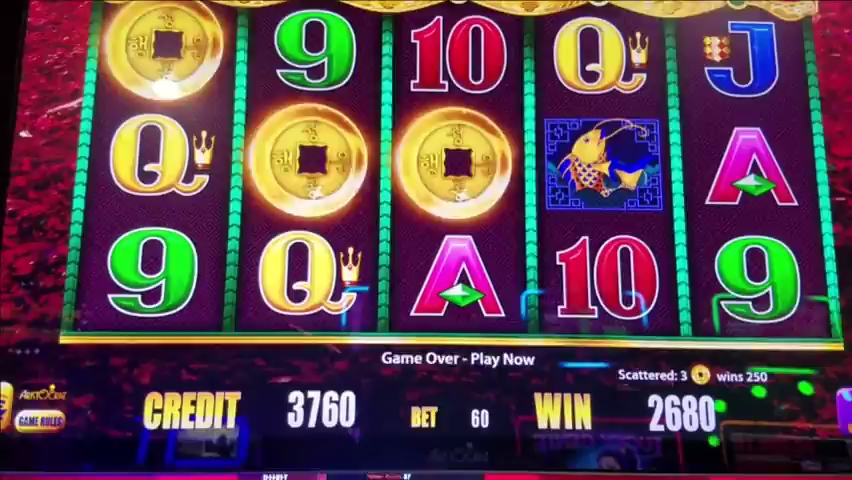 9 10 Q J
Q A
9 Q A 10 9
Game Over - Play Now
Scattered: 3 wins 250
ARISTOCRAT
GAME RULES
CREDIT 3760 BET 60 WIN 2680